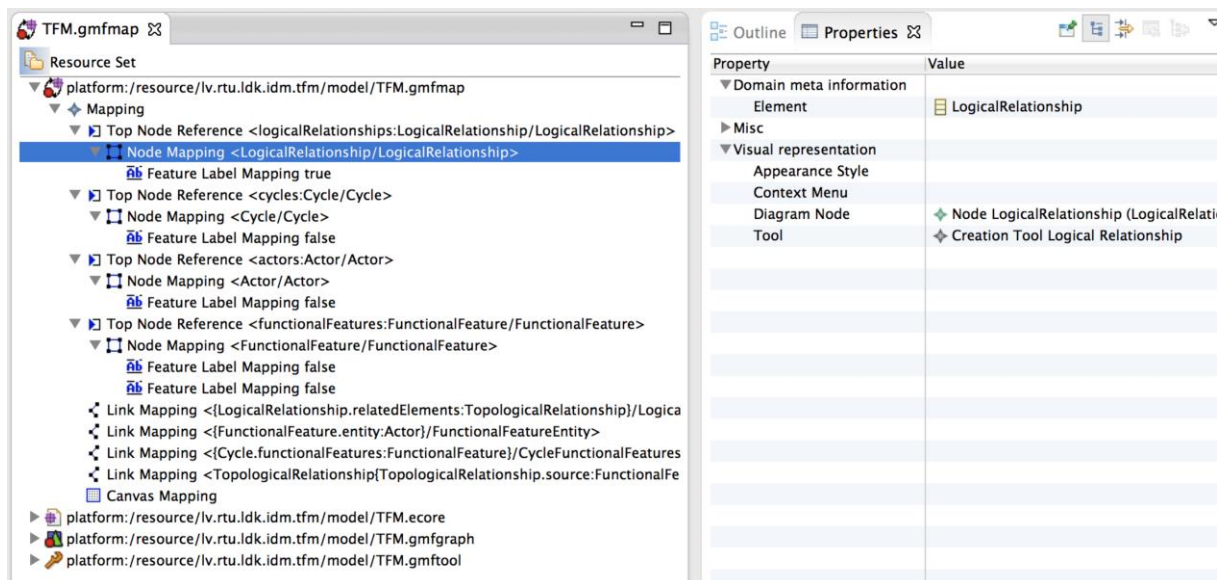 TFM.gmfmap
Resource Set
platform:/resource/lv.rtu.ldk.idm.tfm/model/TFM.gmfmap
Mapping
Top Node Reference <logicalRelationships:LogicalRelationship/LogicalRelationship>
Node Mapping <LogicalRelationship/LogicalRelationship>
Feature Label Mapping true
Top Node Reference <cycles:Cycle/Cycle>
Node Mapping <Cycle/Cycle>
Feature Label Mapping false
Top Node Reference <actors:Actor/Actor>
Node Mapping <Actor/Actor>
Feature Label Mapping false
Top Node Reference <functionalFeatures:FunctionalFeature/FunctionalFeature>
Node Mapping <FunctionalFeature/FunctionalFeature>
Feature Label Mapping false
Feature Label Mapping false
Link Mapping <{LogicalRelationship.relatedElements:TopologicalRelationship}/Logica
Link Mapping <{FunctionalFeature.entity:Actor}/FunctionalFeatureEntity>
Link Mapping <{Cycle.functionalFeatures:FunctionalFeature}/CycleFunctionalFeatures
Link Mapping <TopologicalRelationship{TopologicalRelationship.source:FunctionalFe
Canvas Mapping
platform:/resource/lv.rtu.ldk.idm.tfm/model/TFM.ecore
platform:/resource/lv.rtu.ldk.idm.tfm/model/TFM.gmfgraph
platform:/resource/lv.rtu.ldk.idm.tfm/model/TFM.gmftool
Outline Properties
Property Value
Domain meta information
Element LogicalRelationship
Misc
Visual representation
Appearance Style
Context Menu
Diagram Node Node LogicalRelationship (LogicalRelati
Tool Creation Tool Logical Relationship